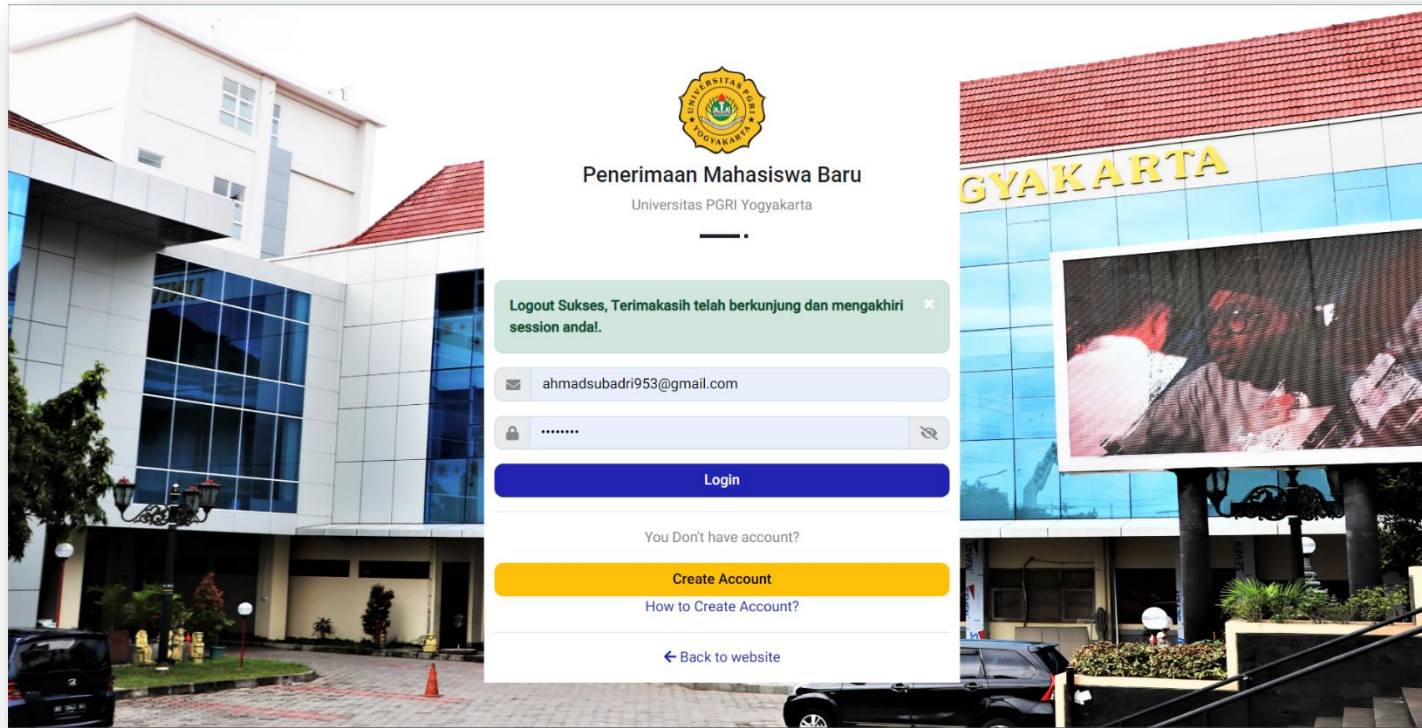 UNIVERSITAS PGRI
YOGYAKARTA
Penerimaan Mahasiswa Baru
Universitas PGRI Yogyakarta
GYAKARTA
Logout Sukses, Terimakasih telah berkunjung dan mengakhiri
session anda!.
×
ahmadsubadri953@gmail.com
••••••••
Login
You Don't have account?
Create Account
How to Create Account?
← Back to website
SEVEN